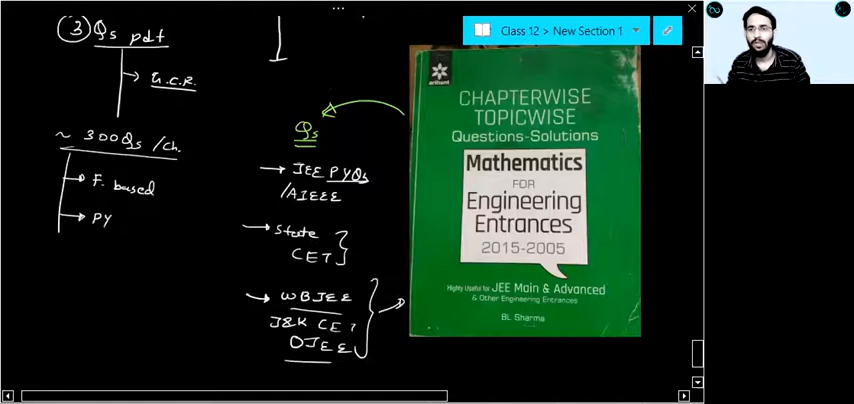 Class 12 > New Section 1
③ Qs pdf
→ N.C.R.
~ 300Qs /Ch.
→ F. based
→ PY
Qs
→ JEE PYQs
/AIEEE
→ State
CET
→ WBJEE
J&K CET
OJEE
arihant
CHAPTERWISE
TOPICWISE
Questions-Solutions
Mathematics
FOR
Engineering
Entrances
2015-2005
Highly Useful for JEE Main & Advanced
& Other Engineering Entrances
BL Sharma